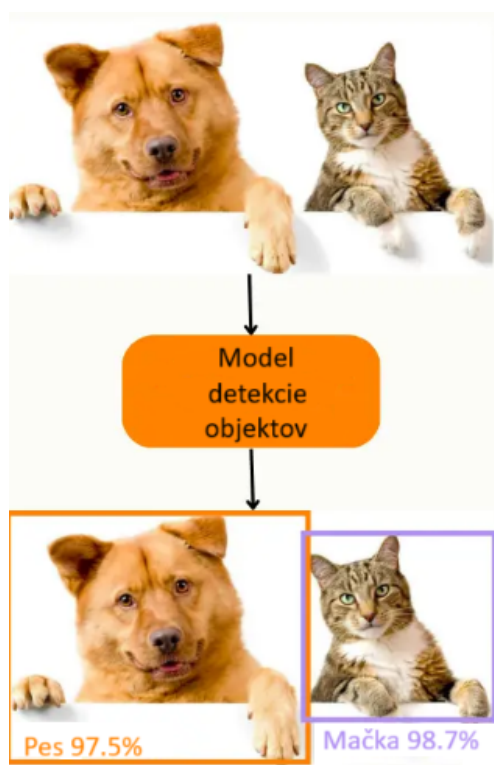 Model
detekcie
objektov
Pes 97.5%
Mačka 98.7%